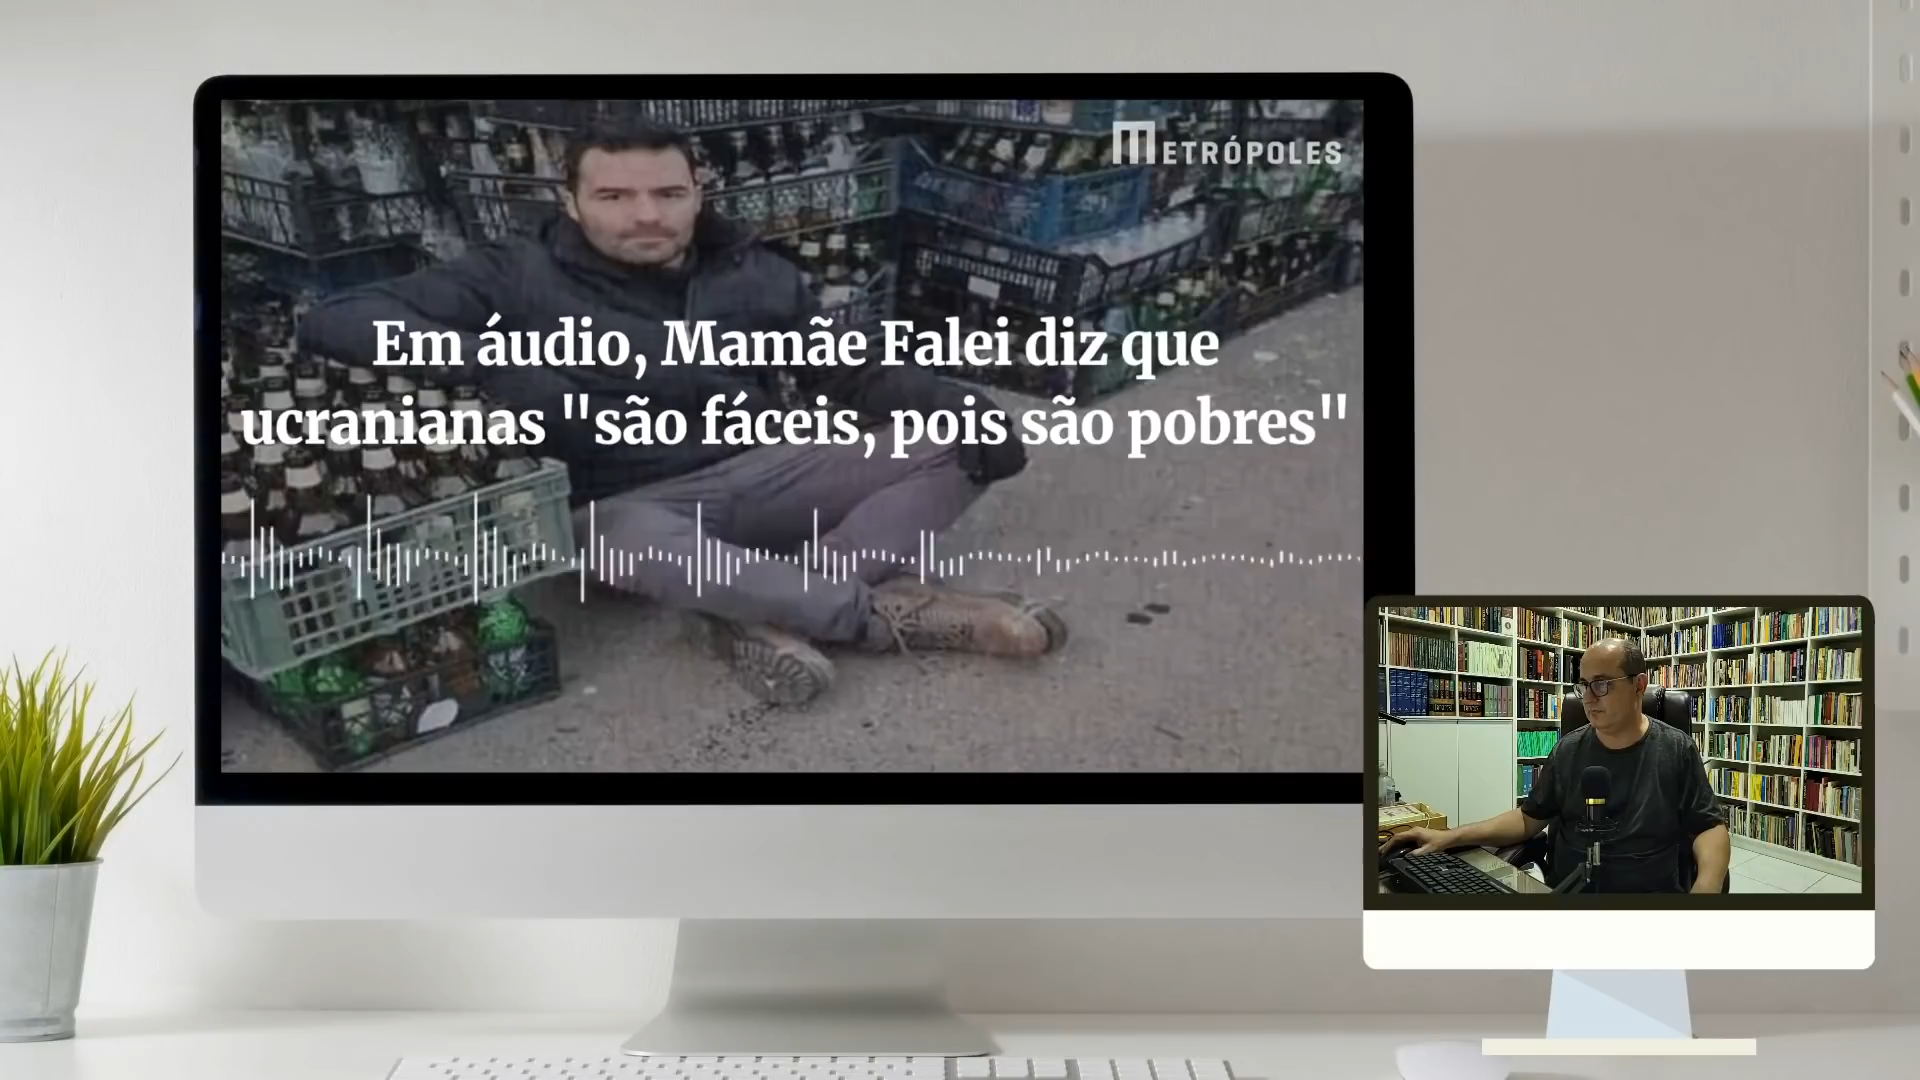 METRÓPOLES
Em áudio, Mamãe Falei diz que
ucranianas "são fáceis, pois são pobres"